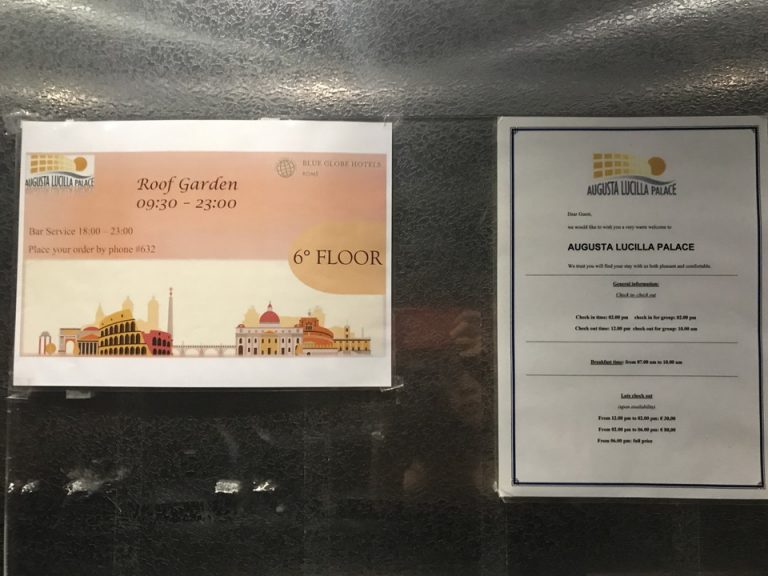 AUGUSTA LUCILLA PALACE
BLUE GLOBE HOTELS
ROME
Roof Garden
09:30 - 23:00
Bar Service 18:00 – 23:00
Place your order by phone #632
6° FLOOR
AUGUSTA LUCILLA PALACE
Dear Guest,
we would like to wish you a very warm welcome to
AUGUSTA LUCILLA PALACE
We trust you will find your stay with us both pleasant and comfortable.
General information:
Check in- check out
Check in time: 02.00 pm check in for group: 02.00 pm
Check out time: 12.00 pm check out for group: 10.00 am
Breakfast time: from 07.00 am to 10.00 am
Late check out
(upon availability)
From 12.00 pm to 02.00 pm: € 30,00
From 02.00 pm to 06.00 pm: € 80,00
From 06.00 pm: full price